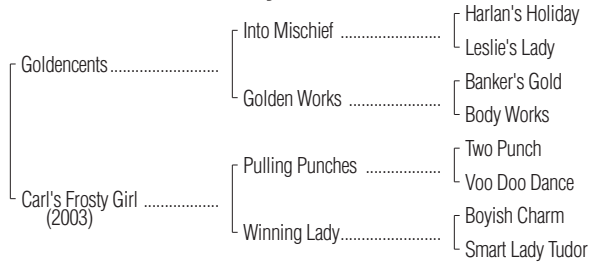 Harlan's Holiday
Into Mischief ..................
Leslie's Lady
Goldencents........................
Banker's Gold
Golden Works ...................
Body Works
Two Punch
Pulling Punches ...............
Voo Doo Dance
Carl's Frosty Girl ................
(2003)
Boyish Charm
Winning Lady....................
Smart Lady Tudor